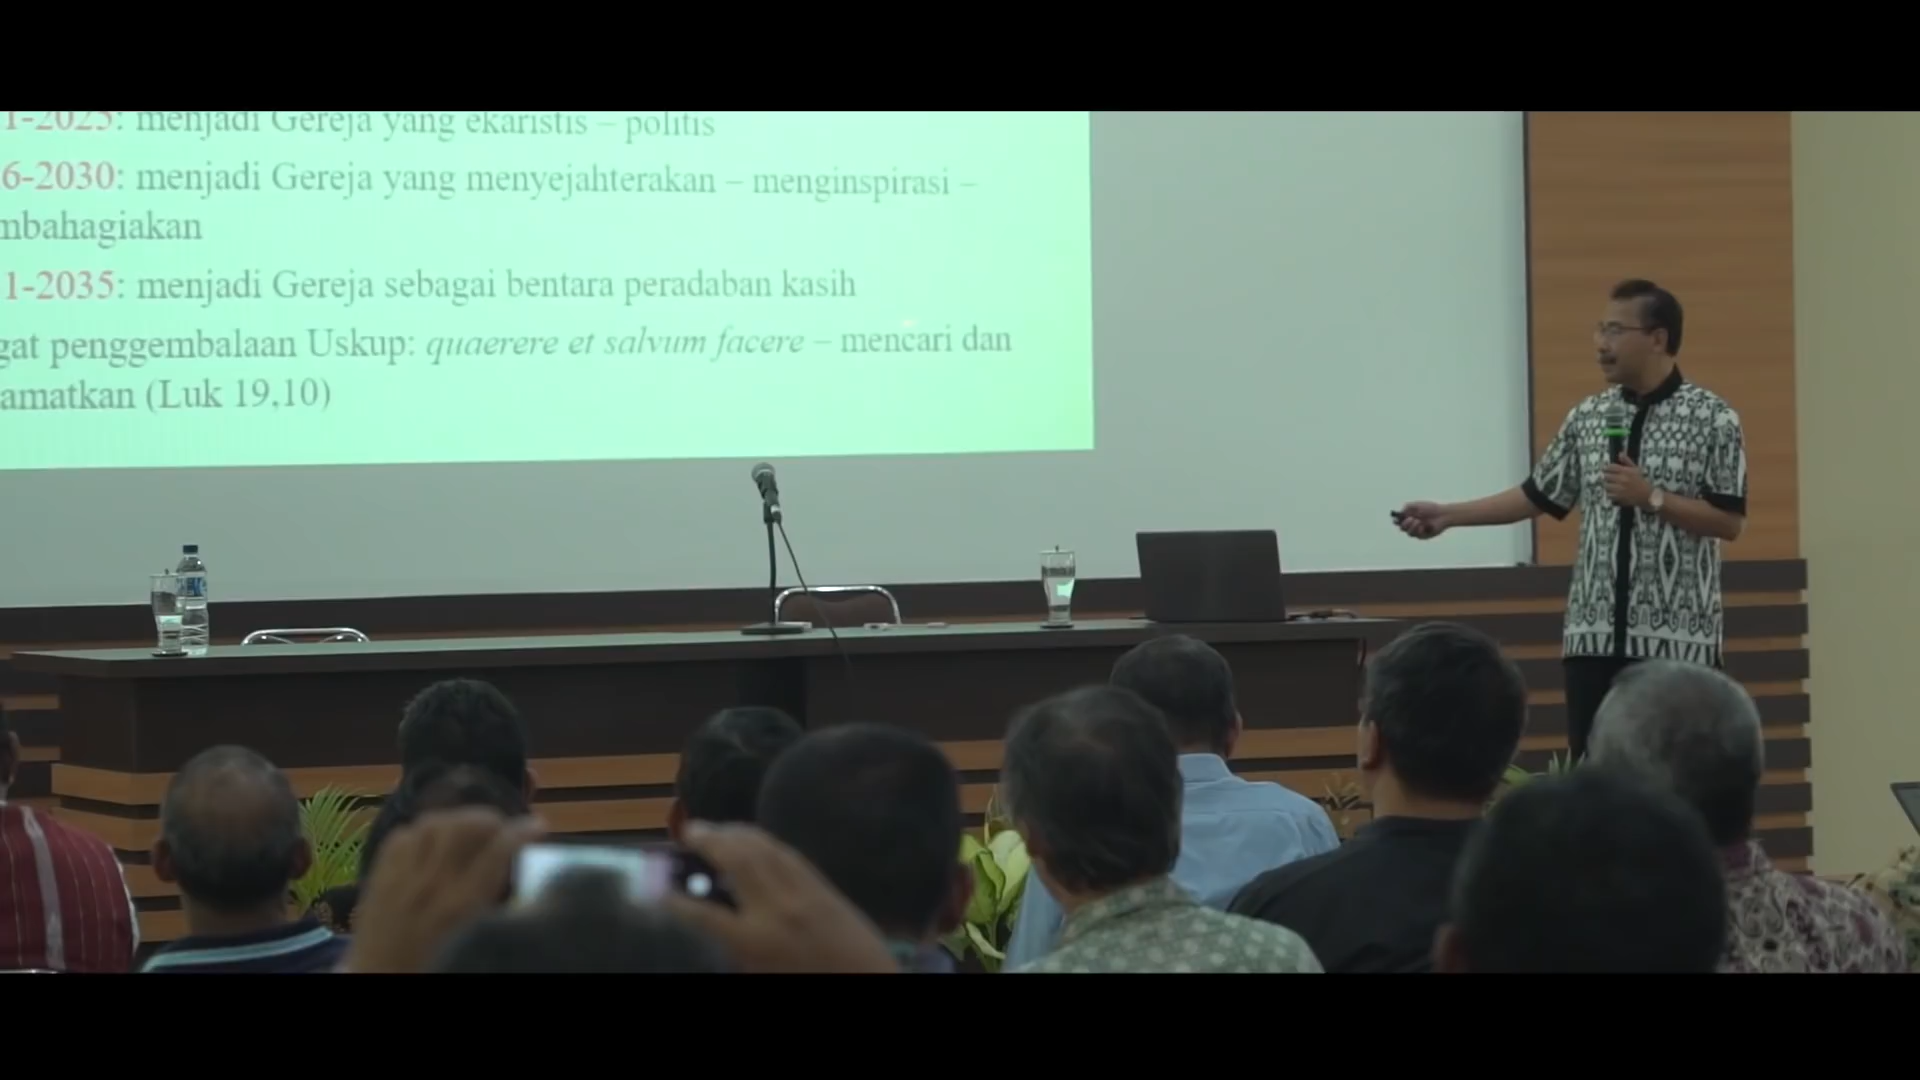 1-2025: menjadi Gereja yang ekaristis – politis
6-2030: menjadi Gereja yang menyejahterakan – menginspirasi –
mbahagiakan
1-2035: menjadi Gereja sebagai bentara peradaban kasih
gat penggembalaan Uskup: quaerere et salvum facere – mencari dan
amatkan (Luk 19,10)